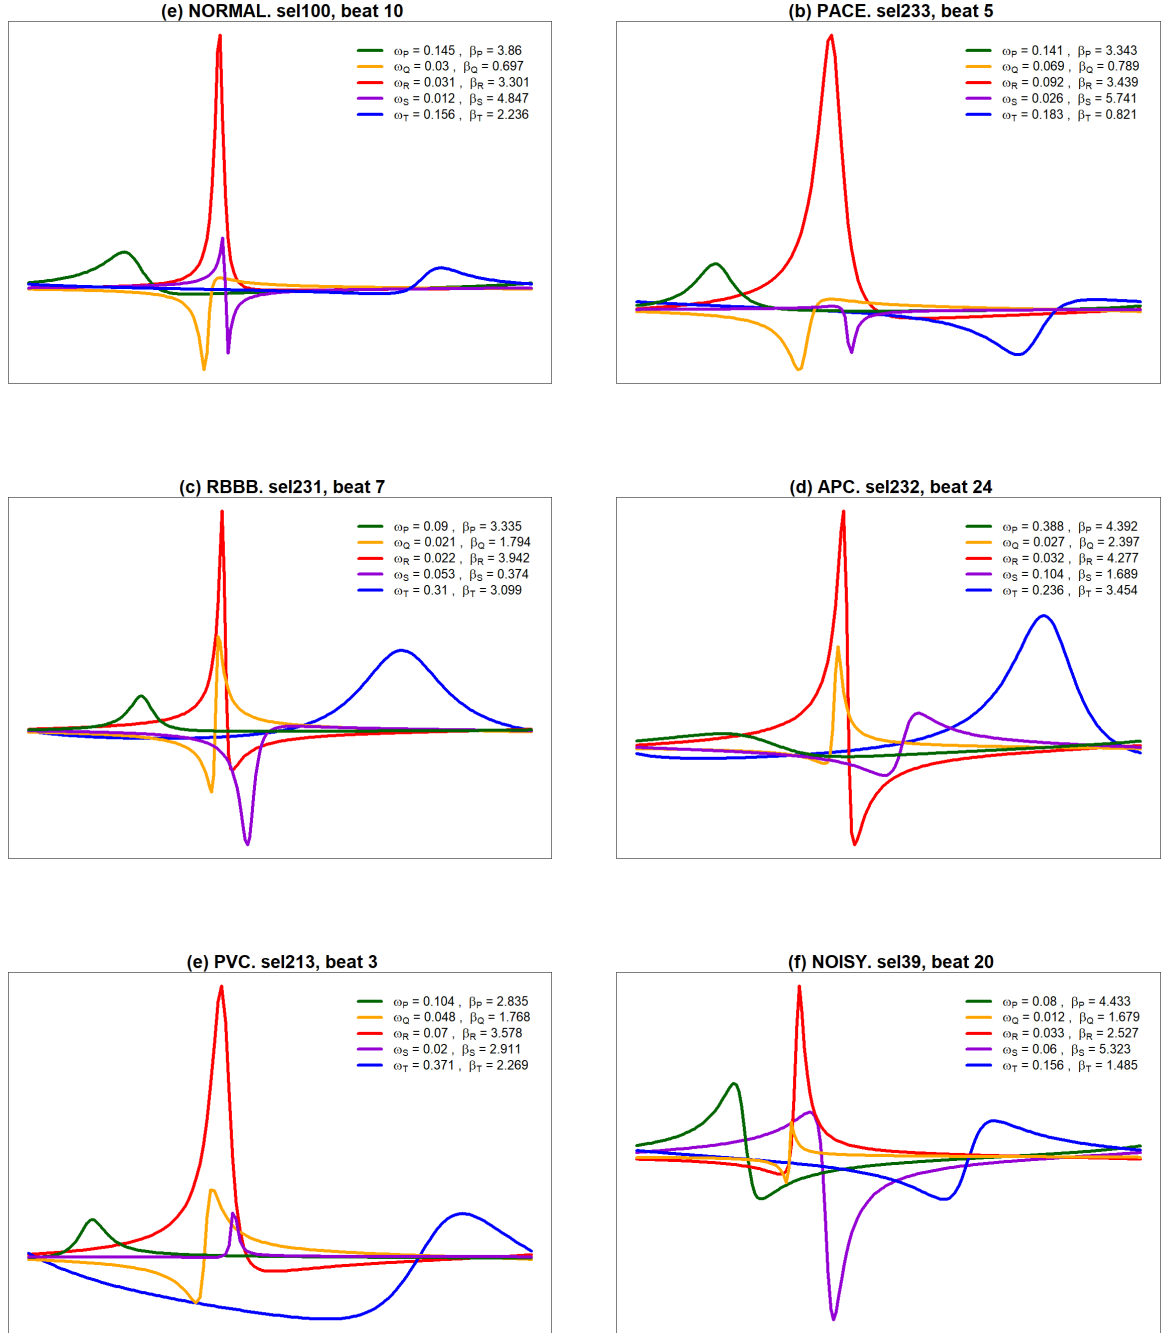 (e) NORMAL. sel100, beat 10
ωP = 0.145 , βP = 3.86
ωQ = 0.03 , βQ = 0.697
ωR = 0.031 , βR = 3.301
ωS = 0.012 , βS = 4.847
ωT = 0.156 , βT = 2.236
(b) PACE. sel233, beat 5
ωP = 0.141 , βP = 3.343
ωQ = 0.069 , βQ = 0.789
ωR = 0.092 , βR = 3.439
ωS = 0.026 , βS = 5.741
ωT = 0.183 , βT = 0.821
(c) RBBB. sel231, beat 7
ωP = 0.09 , βP = 3.335
ωQ = 0.021 , βQ = 1.794
ωR = 0.022 , βR = 3.942
ωS = 0.053 , βS = 0.374
ωT = 0.31 , βT = 3.099
(d) APC. sel232, beat 24
ωP = 0.388 , βP = 4.392
ωQ = 0.027 , βQ = 2.397
ωR = 0.032 , βR = 4.277
ωS = 0.104 , βS = 1.689
ωT = 0.236 , βT = 3.454
(e) PVC. sel213, beat 3
ωP = 0.104 , βP = 2.835
ωQ = 0.048 , βQ = 1.768
ωR = 0.07 , βR = 3.578
ωS = 0.02 , βS = 2.911
ωT = 0.371 , βT = 2.269
(f) NOISY. sel39, beat 20
ωP = 0.08 , βP = 4.433
ωQ = 0.012 , βQ = 1.679
ωR = 0.033 , βR = 2.527
ωS = 0.06 , βS = 5.323
ωT = 0.156 , βT = 1.485